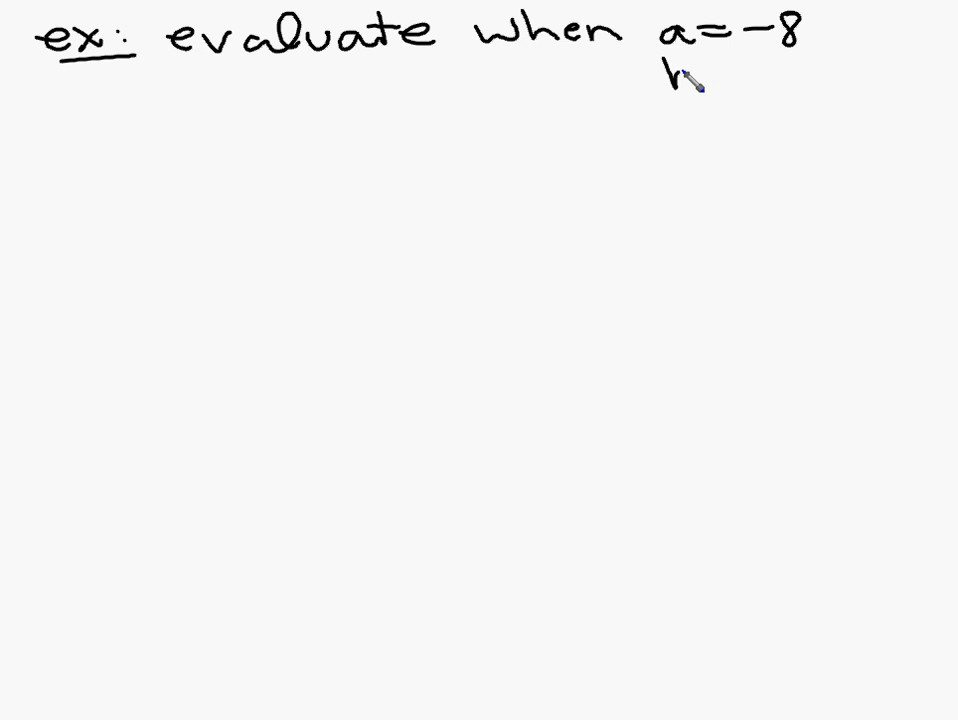 ex: evaluate when a = -8